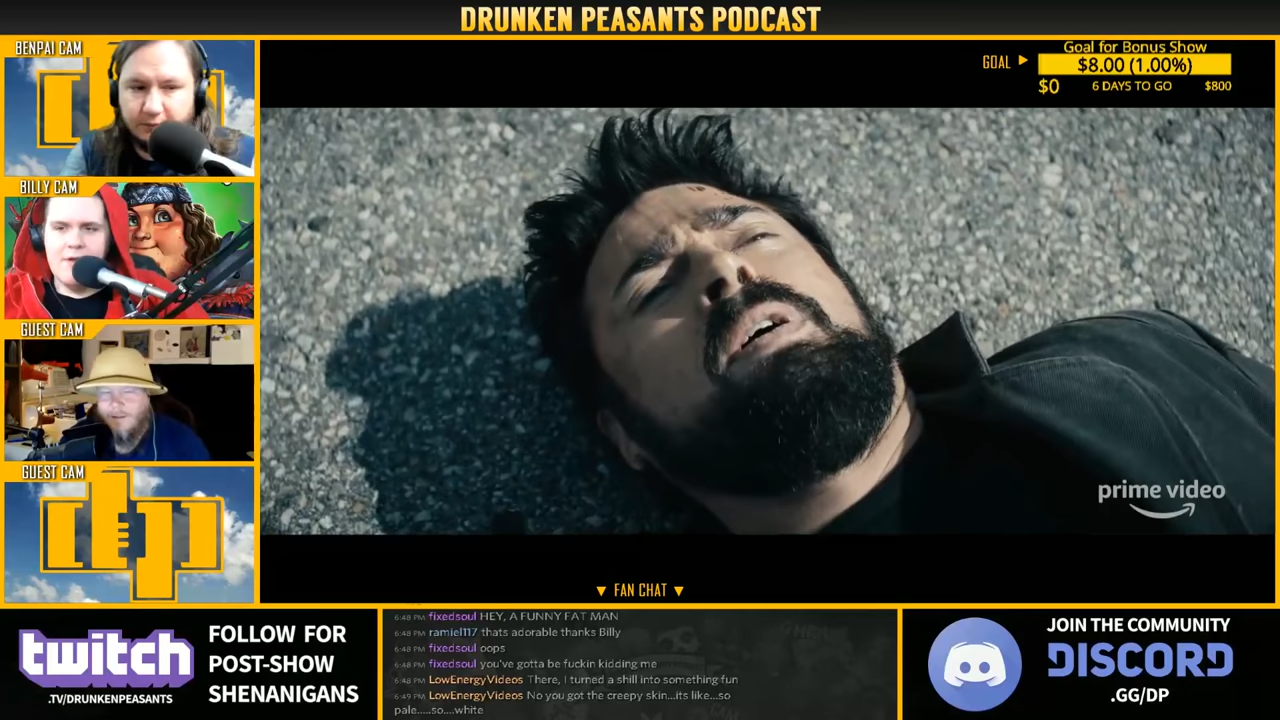 DRUNKEN PEASANTS PODCAST
BENPAI CAM
BILLY CAM
GUEST CAM
GUEST CAM
GOAL ▶
Goal for Bonus Show
$8.00 (1.00%)
$0 6 DAYS TO GO $800
prime video
▼ FAN CHAT ▼
twitch
.TV/DRUNKENPEASANTS
FOLLOW FOR
POST-SHOW
SHENANIGANS
6:48 PM fixedsoul HEY, A FUNNY FAT MAN
6:48 PM ramiel117 thats adorable thanks Billy
6:48 PM fixedsoul oops
6:48 PM fixedsoul you've gotta be fuckin kidding me
6:48 PM LowEnergyVideos There, I turned a shill into something fun
6:49 PM LowEnergyVideos No you got the creepy skin...its like...so
pale.....so....white
JOIN THE COMMUNITY
DISCORD
.GG/DP